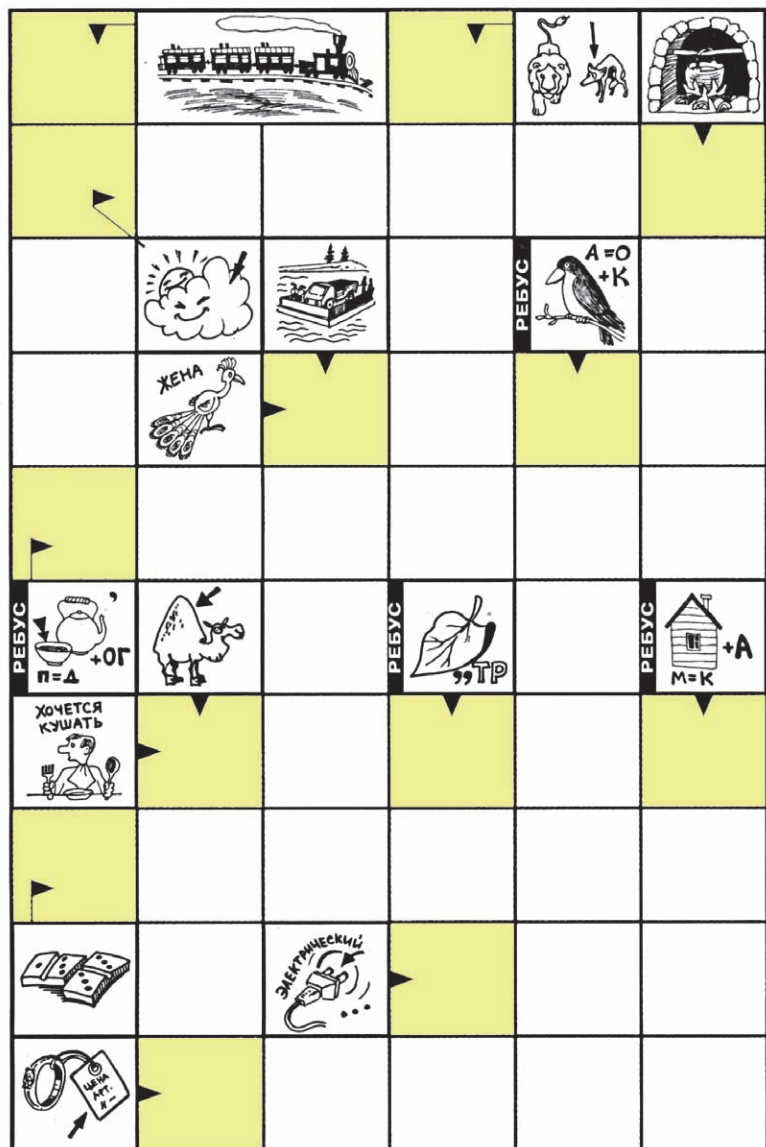 РЕБУС
А=О
+К
ЖЕНА
РЕБУС
,
+ОГ
П=Д
РЕБУС
,,ТР
РЕБУС
+А
М=К
ХОЧЕТСЯ
КУШАТЬ
ЭЛЕКТРИЧЕСКИЙ
...
ЦЕНА
АРТ.
N —